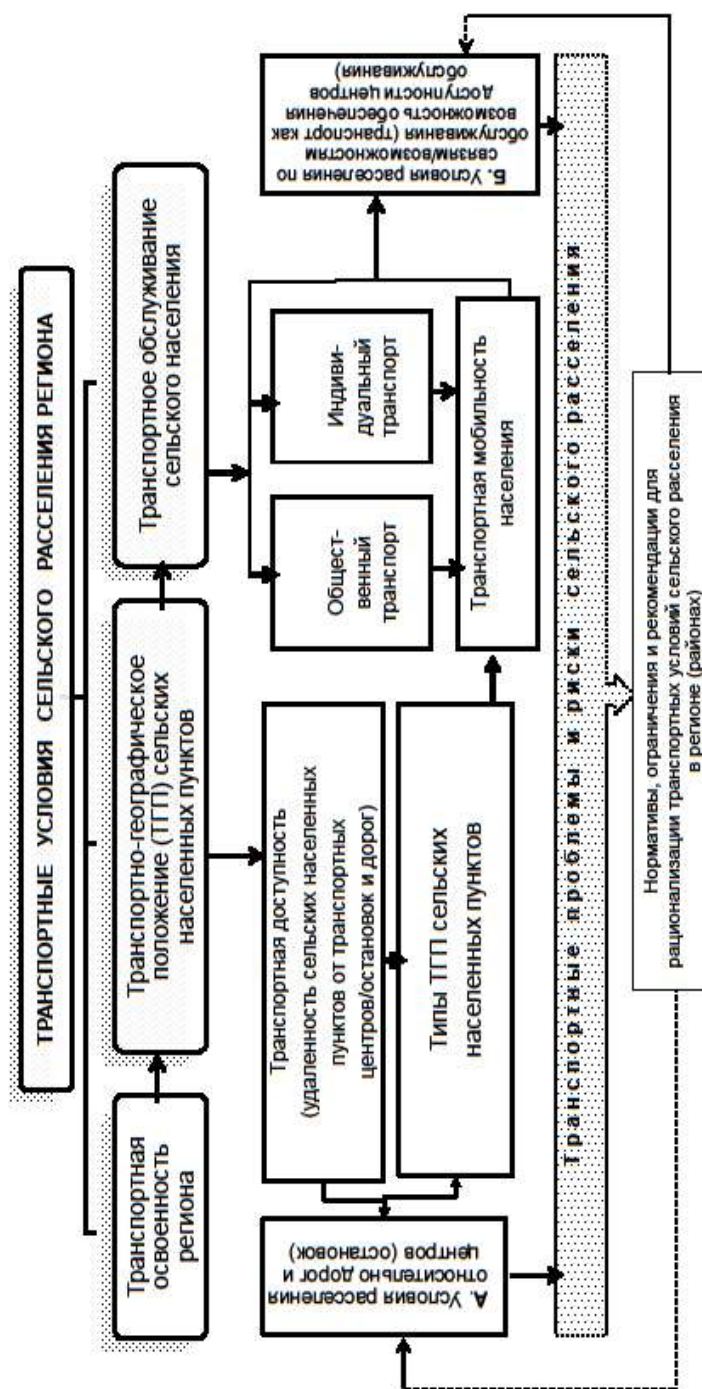 ТРАНСПОРТНЫЕ УСЛОВИЯ СЕЛЬСКОГО РАССЕЛЕНИЯ РЕГИОНА
Транспортная
освоенность
региона
Транспортно-географическое
положение (ТГП) сельских
населенных пунктов
Транспортное обслуживание
сельского населения
А. Условия расселения
относительно дорог и
центров (остановок)
Транспортная доступность
(удаленность сельских населенных
пунктов от транспортных
центров/остановок и дорог)
Типы ТГП сельских
населенных пунктов
Общест-
венный
транспорт
Индиви-
дуальный
транспорт
Транспортная мобильность
населения
Б. Условия расселения по
связям/возможностям
обслуживания (транспорт как
возможность обеспечения
доступности центров
обслуживания)
Транспортные проблемы и риски сельского расселения
Нормативы, ограничения и рекомендации для
рационализации транспортных условий сельского расселения
в регионе (районах)